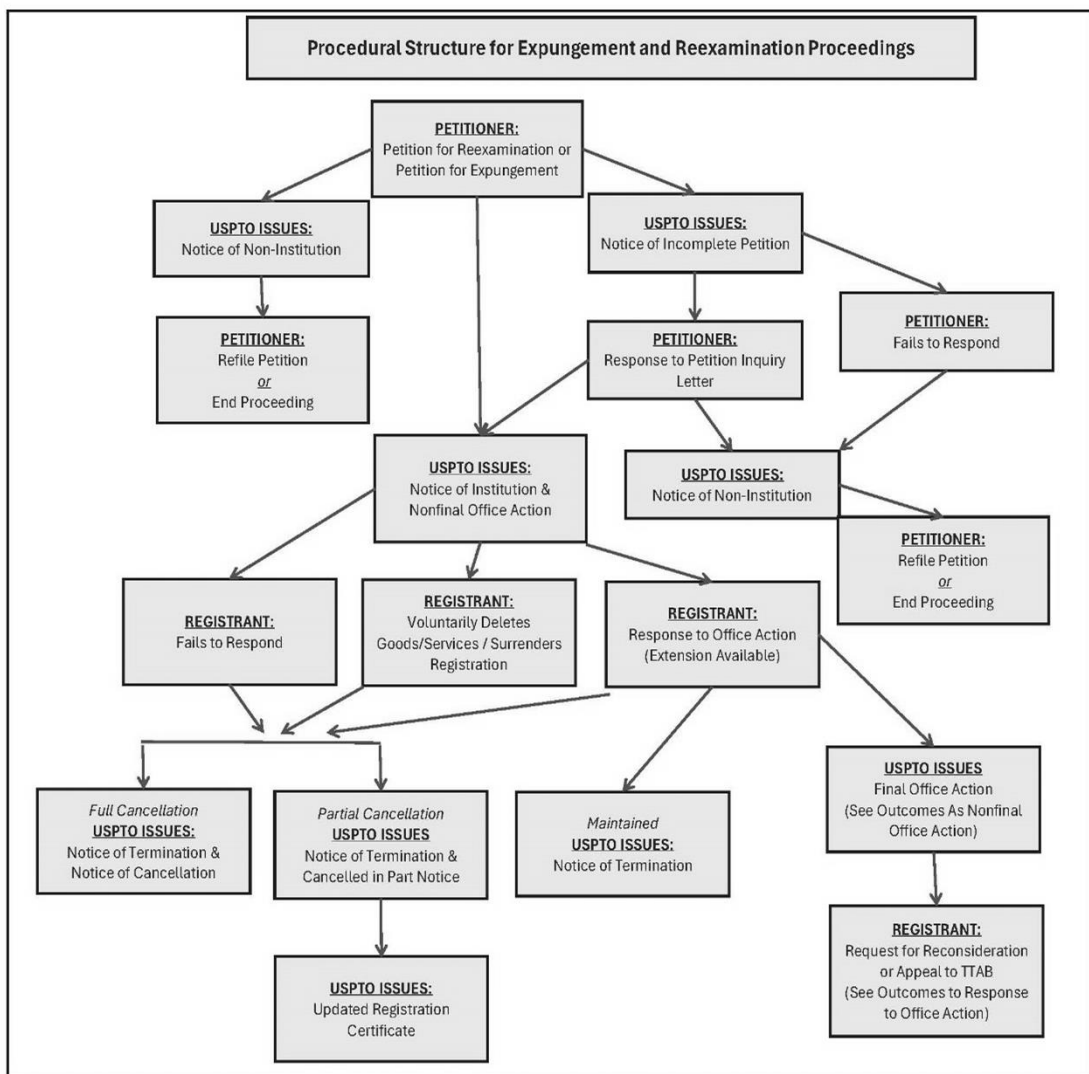 Procedural Structure for Expungement and Reexamination Proceedings
PETITIONER:
Petition for Reexamination or
Petition for Expungement
USPTO ISSUES:
Notice of Non-Institution
USPTO ISSUES:
Notice of Incomplete Petition
PETITIONER:
Refile Petition
or
End Proceeding
PETITIONER:
Response to Petition Inquiry
Letter
PETITIONER:
Fails to Respond
USPTO ISSUES:
Notice of Institution &
Nonfinal Office Action
USPTO ISSUES:
Notice of Non-Institution
PETITIONER:
Refile Petition
or
End Proceeding
REGISTRANT:
Fails to Respond
REGISTRANT:
Voluntarily Deletes
Goods/Services / Surrenders
Registration
REGISTRANT:
Response to Office Action
(Extension Available)
Full Cancellation
USPTO ISSUES:
Notice of Termination &
Notice of Cancellation
Partial Cancellation
USPTO ISSUES
Notice of Termination &
Cancelled in Part Notice
Maintained
USPTO ISSUES:
Notice of Termination
USPTO ISSUES
Final Office Action
(See Outcomes As Nonfinal
Office Action)
USPTO ISSUES:
Updated Registration
Certificate
REGISTRANT:
Request for Reconsideration
or Appeal to TTAB
(See Outcomes to Response
to Office Action)